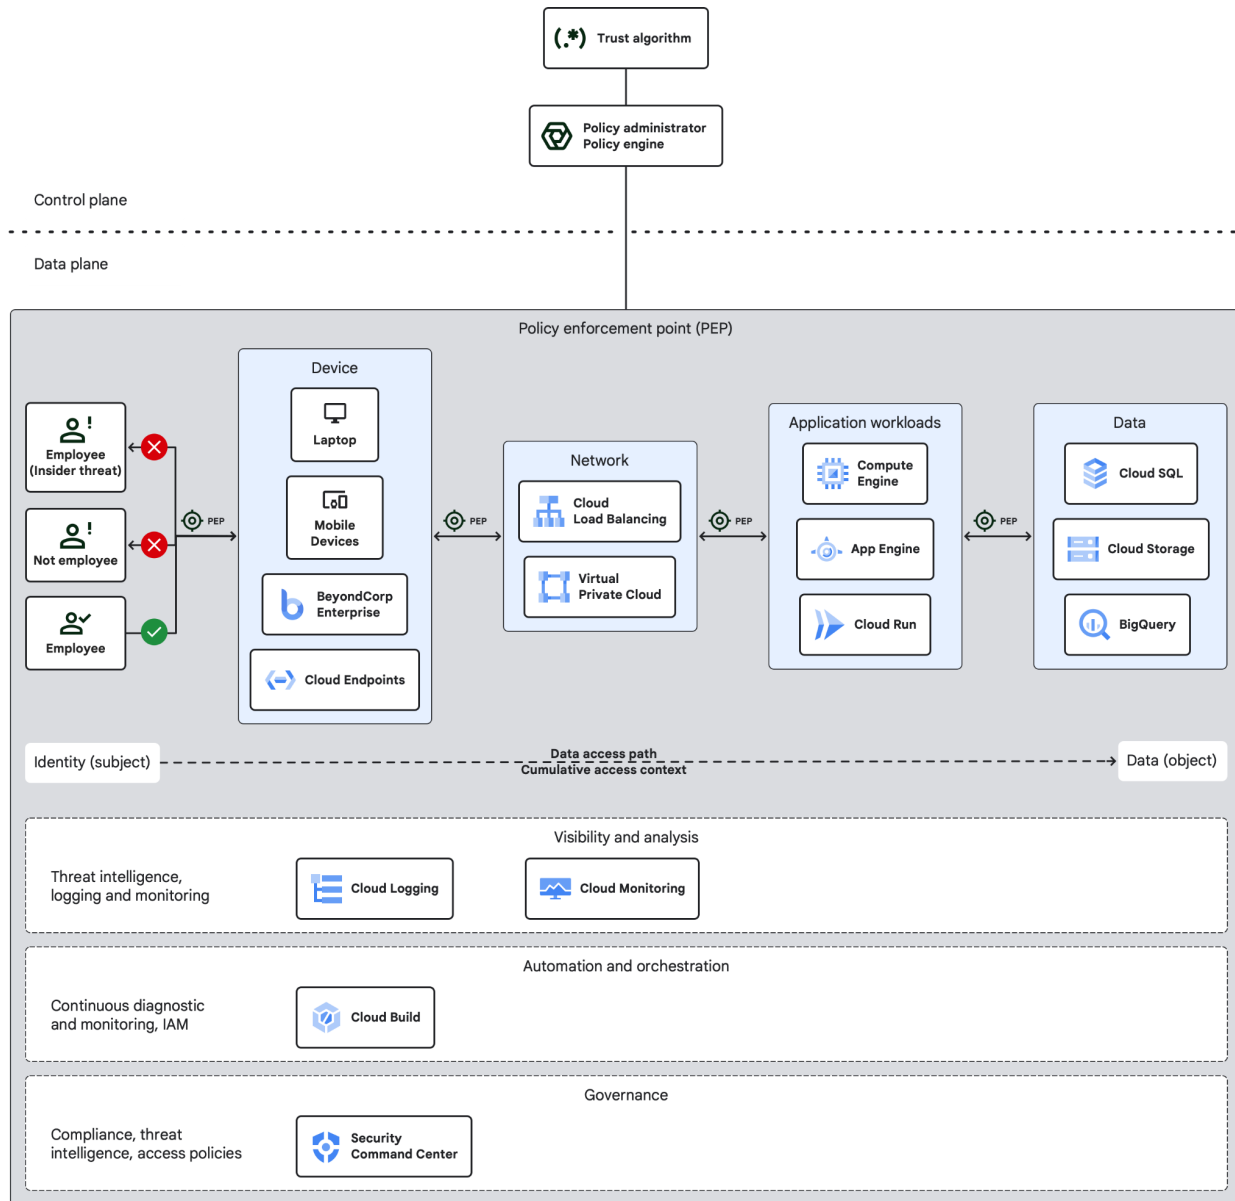 (.*) Trust algorithm
Policy administrator
Policy engine
Control plane
Data plane
Policy enforcement point (PEP)
Employee
(Insider threat)
Not employee
Employee
PEP
Device
Laptop
Mobile
Devices
BeyondCorp
Enterprise
Cloud Endpoints
PEP
Network
Cloud
Load Balancing
Virtual
Private Cloud
PEP
Application workloads
Compute
Engine
App Engine
Cloud Run
PEP
Data
Cloud SQL
Cloud Storage
BigQuery
Identity (subject)
Data access path
Cumulative access context
Data (object)
Visibility and analysis
Threat intelligence,
logging and monitoring
Cloud Logging
Cloud Monitoring
Automation and orchestration
Continuous diagnostic
and monitoring, IAM
Cloud Build
Governance
Compliance, threat
intelligence, access policies
Security
Command Center